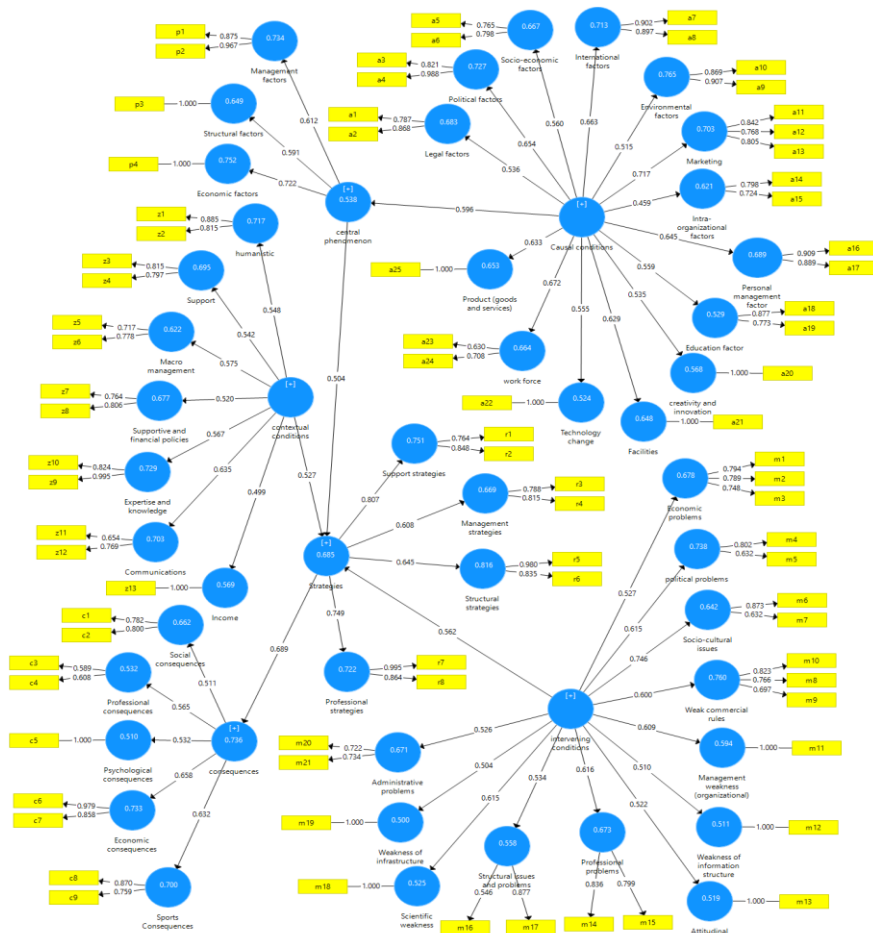 p1
0.875
p2
0.967
0.734
Management
factors
p3
1.000
0.649
Structural factors
p4
1.000
0.752
Economic factors
0.612
0.591
0.722
[+]
0.538
central
phenomenon
0.596
a5
0.765
a6
0.798
0.667
Socio-economic
factors
a3
0.821
a4
0.988
0.727
Political factors
a1
0.787
a2
0.868
0.683
Legal factors
0.713
International
factors
0.902
a7
0.897
a8
0.765
Environmental
factors
0.869
a10
0.907
a9
0.703
Marketing
0.842
a11
0.768
a12
0.805
a13
0.621
Intra-
organizational
factors
0.798
a14
0.724
a15
0.689
Personal
management
factor
0.909
a16
0.889
a17
0.529
Education factor
0.877
a18
0.773
a19
0.568
creativity and
innovation
1.000
a20
0.648
Facilities
1.000
a21
0.560
0.654
0.536
0.663
0.515
0.717
0.459
0.645
0.559
0.535
0.629
0.555
0.672
0.633
[+]
Causal conditions
a25
1.000
0.653
Product (goods
and services)
a23
0.630
a24
0.708
0.664
work force
a22
1.000
0.524
Technology
change
z1
0.885
z2
0.815
0.717
humanistic
z3
0.815
z4
0.797
0.695
Support
z5
0.717
z6
0.778
0.622
Macro
management
z7
0.764
z8
0.806
0.677
Supportive and
financial policies
z10
0.824
z9
0.995
0.729
Expertise and
knowledge
z11
0.654
z12
0.769
0.703
Communications
z13
1.000
0.569
Income
0.548
0.542
0.575
0.520
0.567
0.635
0.499
[+]
contextual
conditions
0.504
0.527
[+]
0.685
Strategies
0.807
0.608
0.645
0.749
0.689
0.562
0.751
Support strategies
0.764
r1
0.848
r2
0.669
Management
strategies
0.788
r3
0.815
r4
0.816
Structural
strategies
0.980
r5
0.835
r6
0.722
Professional
strategies
0.995
r7
0.864
r8
c1
0.782
c2
0.800
0.662
Social
consequences
c3
0.589
c4
0.608
0.532
Professional
consequences
c5
1.000
0.510
Psychological
consequences
c6
0.979
c7
0.858
0.733
Economic
consequences
c8
0.870
c9
0.759
0.700
Sports
Consequences
0.511
0.565
0.532
0.658
0.632
[+]
0.736
consequences
0.678
Economic
problems
0.794
m1
0.789
m2
0.748
m3
0.738
political problems
0.802
m4
0.632
m5
0.642
Socio-cultural
issues
0.873
m6
0.632
m7
0.760
Weak commercial
rules
0.823
m10
0.766
m8
0.697
m9
0.594
Management
weakness
(organizational)
1.000
m11
0.511
Weakness of
information
structure
1.000
m12
0.519
Attitudinal
1.000
m13
0.527
0.615
0.746
0.600
0.609
0.510
0.522
0.616
0.534
0.615
0.504
0.526
[+]
intervening
conditions
m20
0.722
m21
0.734
0.671
Administrative
problems
m19
1.000
0.500
Weakness of
infrastructure
m18
1.000
0.525
Scientific
weakness
0.558
Structural issues
and problems
0.546
0.877
m16
m17
0.673
Professional
problems
0.836
0.799
m14
m15